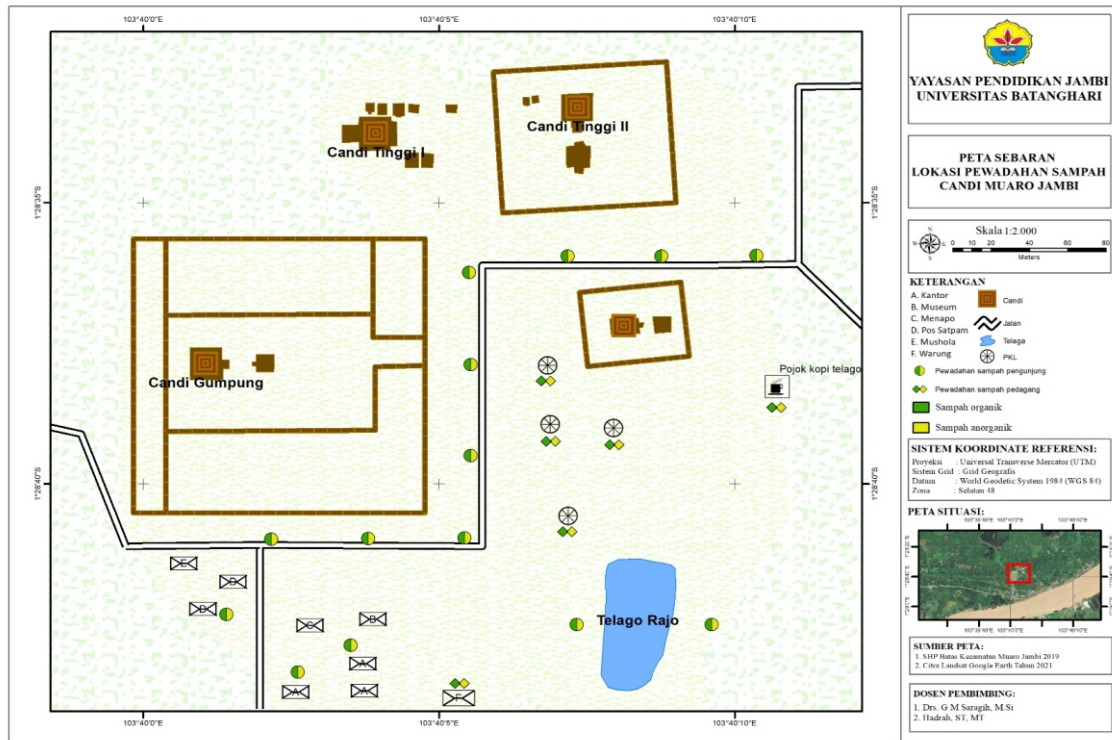 103°40'0"E
103°40'5"E
103°40'10"E
1°28'35"S
1°28'35"S
1°28'40"S
1°28'40"S
Candi Tinggi I
Candi Tinggi II
Candi Gumpung
Pojok kopi telago
Telago Rajo
E
D
D
C
B
A
A
A
F
103°40'0"E
103°40'5"E
103°40'10"E
YAYASAN PENDIDIKAN JAMBI
UNIVERSITAS BATANGHARI
PETA SEBARAN
LOKASI PEWADAHAN SAMPAH
CANDI MUARO JAMBI
N
W
E
S
Skala 1:2.000
0 10 20 40 60 80
Meters
KETERANGAN
A. Kantor
B. Museum
C. Menapo
D. Pos Satpam
E. Mushola
F. Warung
Candi
Jalan
Telaga
PKL
Pewadahan sampah pengunjung
Pewadahan sampah pedagang
Sampah organik
Sampah anorganik
SISTEM KOORDINATE REFERENSI:
Proyeksi : Universal Transverse Mercator (UTM)
Sistem Grid : Grid Geografis
Datum : World Geodetic System 1984 (WGS 84)
Zona : Selatan 48
PETA SITUASI:
SUMBER PETA:
1. SHP Batas Kecamatan Muaro Jambi 2019
2. Citra Landsat Google Earth Tahun 2021
DOSEN PEMBIMBING:
1. Drs. G M Saragih, M.Si
2. Hadrah, ST, MT